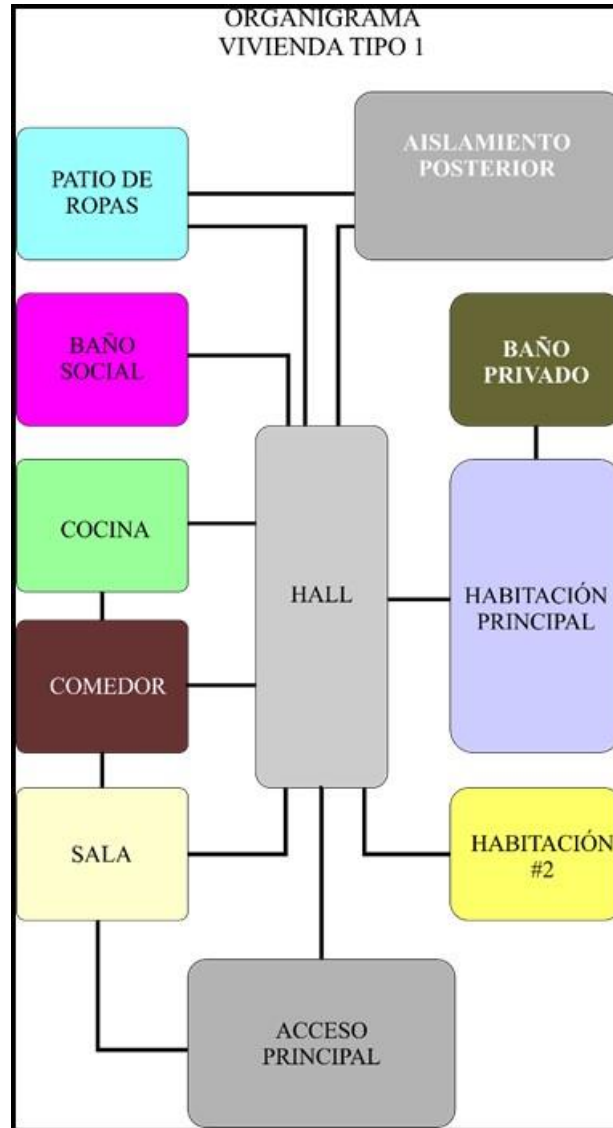 ORGANIGRAMA
VIVIENDA TIPO 1
AISLAMIENTO
POSTERIOR
PATIO DE
ROPAS
BAÑO
SOCIAL
BAÑO
PRIVADO
COCINA
HALL
HABITACIÓN
PRINCIPAL
COMEDOR
SALA
HABITACIÓN
#2
ACCESO
PRINCIPAL